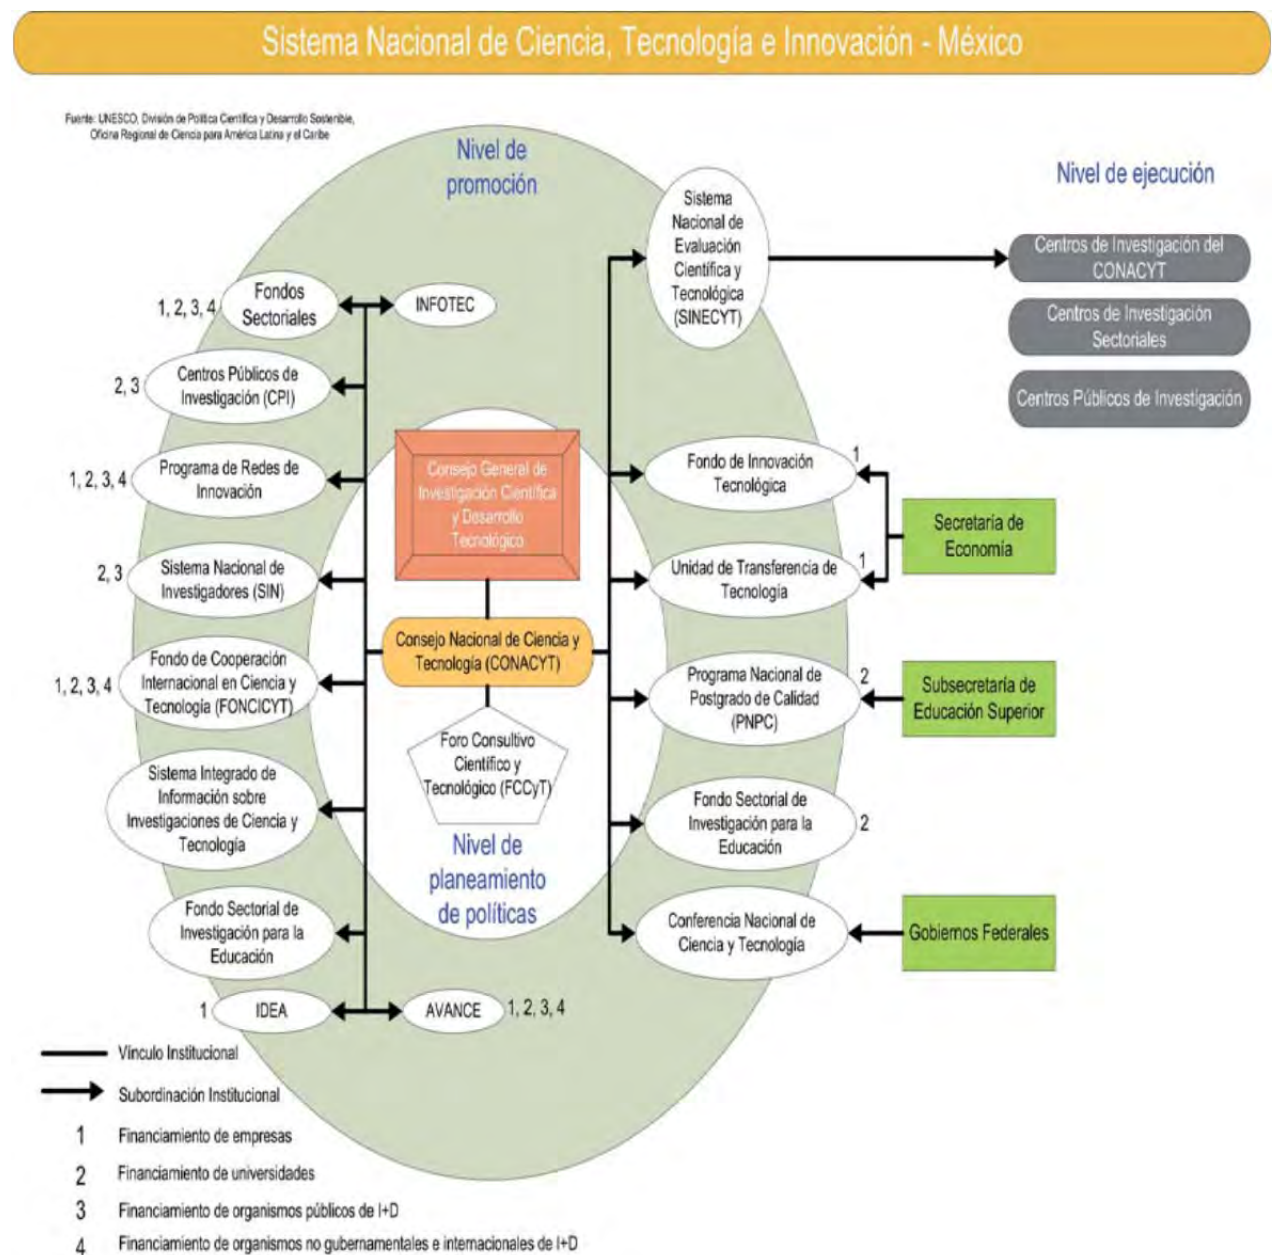 Sistema Nacional de Ciencia, Tecnología e Innovación - México
Fuente: UNESCO, División de Política Científica y Desarrollo Sostenible,
Oficina Regional de Ciencia para América Latina y el Caribe
Nivel de
promoción
Nivel de ejecución
Sistema
Nacional de
Evaluación
Científica y
Tecnológica
(SINECYT)
Centros de Investigación del
CONACYT
Centros de Investigación
Sectoriales
Centros Públicos de Investigación
1, 2, 3, 4
Fondos
Sectoriales
INFOTEC
2, 3
Centros Públicos de
Investigación (CPI)
1, 2, 3, 4
Programa de Redes de
Innovación
2, 3
Sistema Nacional de
Investigadores (SIN)
1, 2, 3, 4
Fondo de Cooperación
Internacional en Ciencia y
Tecnología (FONCICYT)
Sistema Integrado de
Información sobre
Investigaciones de Ciencia y
Tecnología
Fondo Sectorial de
Investigación para la
Educación
1
IDEA
AVANCE
1, 2, 3, 4
Consejo General de
Investigación Científica
y Desarrollo
Tecnológico
Consejo Nacional de Ciencia y
Tecnología (CONACYT)
Foro Consultivo
Científico y
Tecnológico (FCCyT)
Nivel de
planeamiento
de políticas
Fondo de Innovación
Tecnológica
1
Unidad de Transferencia de
Tecnología
1
Secretaría de
Economía
Programa Nacional de
Postgrado de Calidad
(PNPC)
2
Subsecretaría de
Educación Superior
Fondo Sectorial de
Investigación para la
Educación
2
Conferencia Nacional de
Ciencia y Tecnología
Gobiernos Federales
Vínculo Institucional
Subordinación Institucional
1 Financiamiento de empresas
2 Financiamiento de universidades
3 Financiamiento de organismos públicos de I+D
4 Financiamiento de organismos no gubernamentales e internacionales de I+D